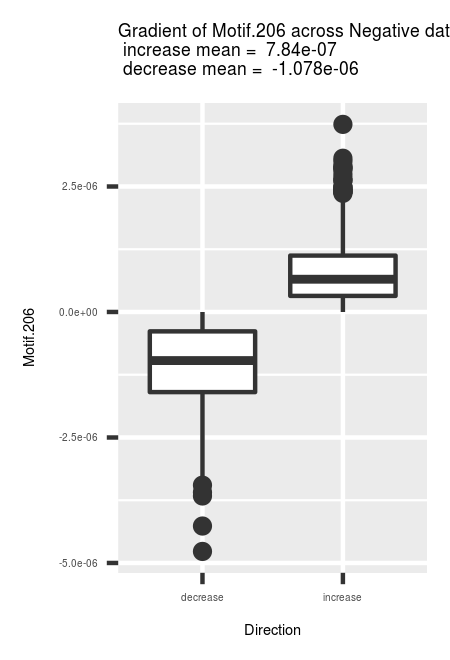 Gradient of Motif.206 across Negative dat
increase mean =  7.84e-07
decrease mean =  -1.078e-06
2.5e-06
0.0e+00
-2.5e-06
-5.0e-06
Motif.206
decrease
increase
Direction